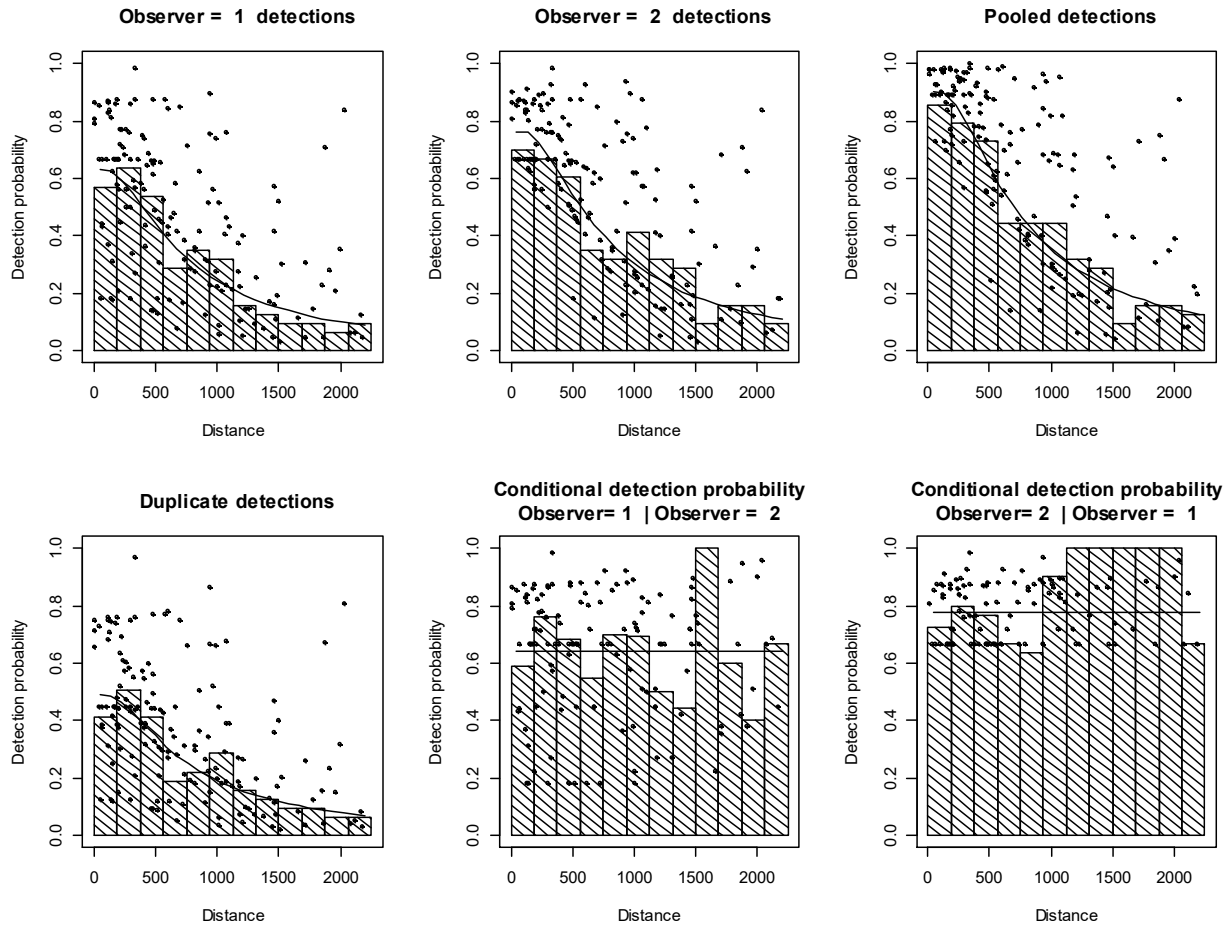 Observer = 1 detections
Detection probability
1.0
0.8
0.6
0.4
0.2
0.0
0 500 1000 1500 2000
Distance
Observer = 2 detections
Detection probability
1.0
0.8
0.6
0.4
0.2
0.0
0 500 1000 1500 2000
Distance
Pooled detections
Detection probability
1.0
0.8
0.6
0.4
0.2
0.0
0 500 1000 1500 2000
Distance
Duplicate detections
Detection probability
1.0
0.8
0.6
0.4
0.2
0.0
0 500 1000 1500 2000
Distance
Conditional detection probability
Observer= 1 | Observer = 2
Detection probability
1.0
0.8
0.6
0.4
0.2
0.0
0 500 1000 1500 2000
Distance
Conditional detection probability
Observer= 2 | Observer = 1
Detection probability
1.0
0.8
0.6
0.4
0.2
0.0
0 500 1000 1500 2000
Distance